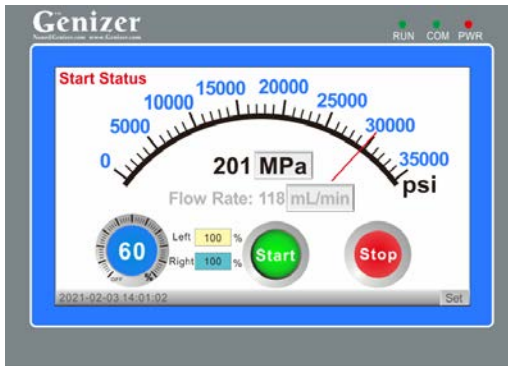 Genizer
RUN COM PWR
Start Status
0
5000
10000
15000
20000
25000
30000
35000
psi
201 MPa
Flow Rate: 118 mL/min
60
OFF %
Left 100 %
Right 100 %
Start
Stop
2021-02-03 14:01:02
Set